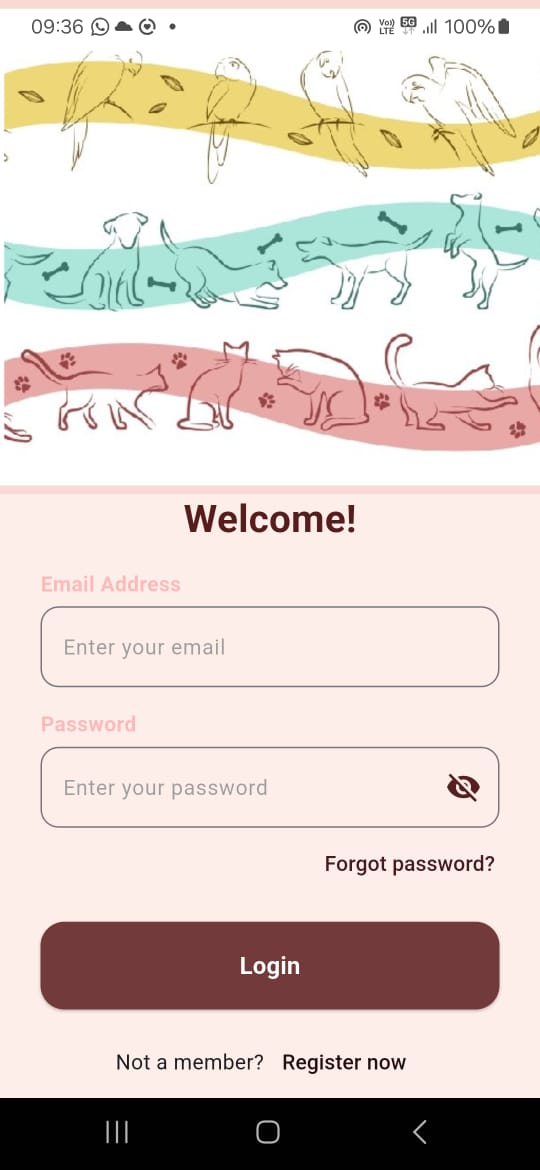 09:36 Vo)) LTE 5G 100%
Welcome!
Email Address
Enter your email
Password
Enter your password
Forgot password?
Login
Not a member? Register now